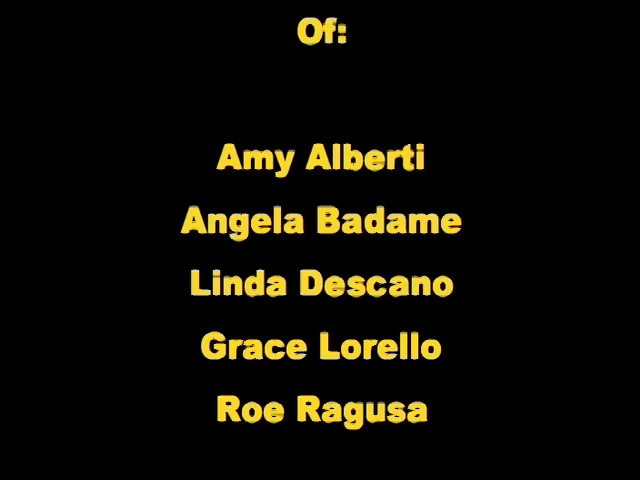 Of:
Amy Alberti
Angela Badame
Linda Descano
Grace Lorello
Roe Ragusa